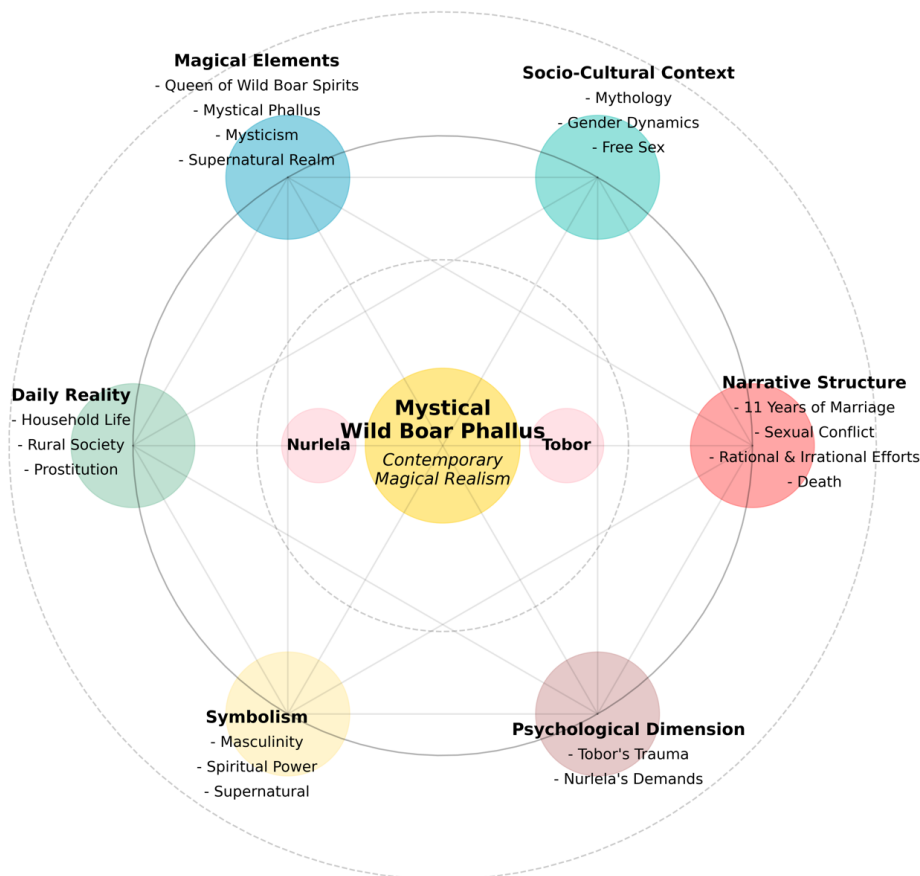 Magical Elements
- Queen of Wild Boar Spirits
- Mystical Phallus
- Mysticism
- Supernatural Realm
Socio-Cultural Context
- Mythology
- Gender Dynamics
- Free Sex
Daily Reality
- Household Life
- Rural Society
- Prostitution
Nurlela
Mystical
Wild Boar Phallus
Contemporary
Magical Realism
Tobor
Narrative Structure
- 11 Years of Marriage
- Sexual Conflict
- Rational & Irrational Efforts
- Death
Symbolism
- Masculinity
- Spiritual Power
- Supernatural
Psychological Dimension
- Tobor's Trauma
- Nurlela's Demands